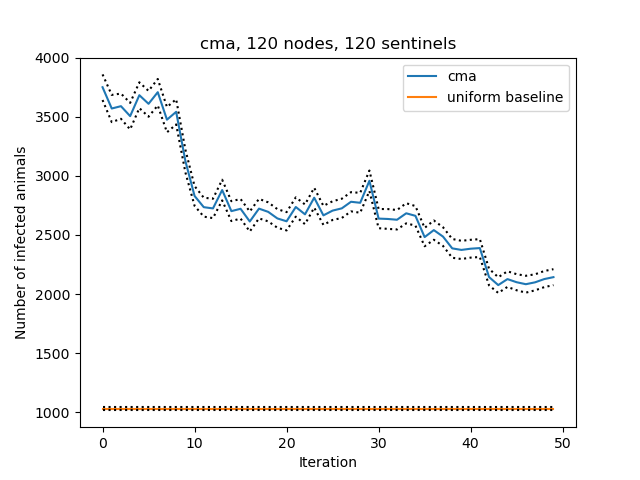 cma, 120 nodes, 120 sentinels
cma
uniform baseline
Number of infected animals
4000
3500
3000
2500
2000
1500
1000
0 10 20 30 40 50
Iteration